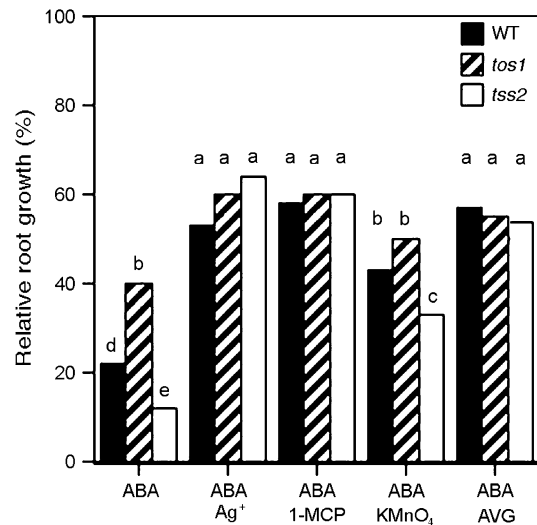 100
80
60
40
20
0
Relative root growth (%)
WT
tos1
tss2
d b e
a a a
a a a
b b c
a a a
ABA ABA ABA ABA ABA
Ag⁺ 1-MCP KMnO₄ AVG